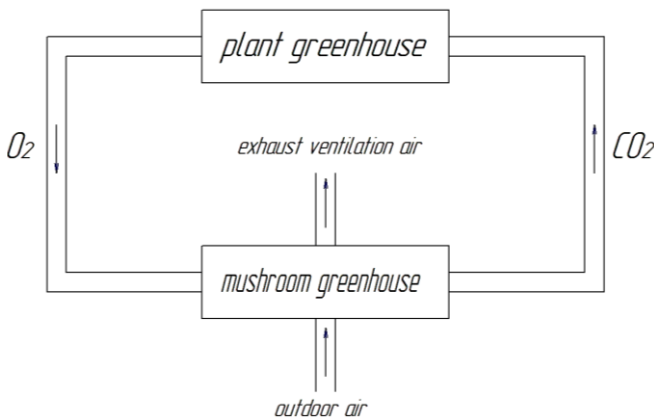 plant greenhouse
O₂
exhaust ventilation air
CO₂
mushroom greenhouse
outdoor air